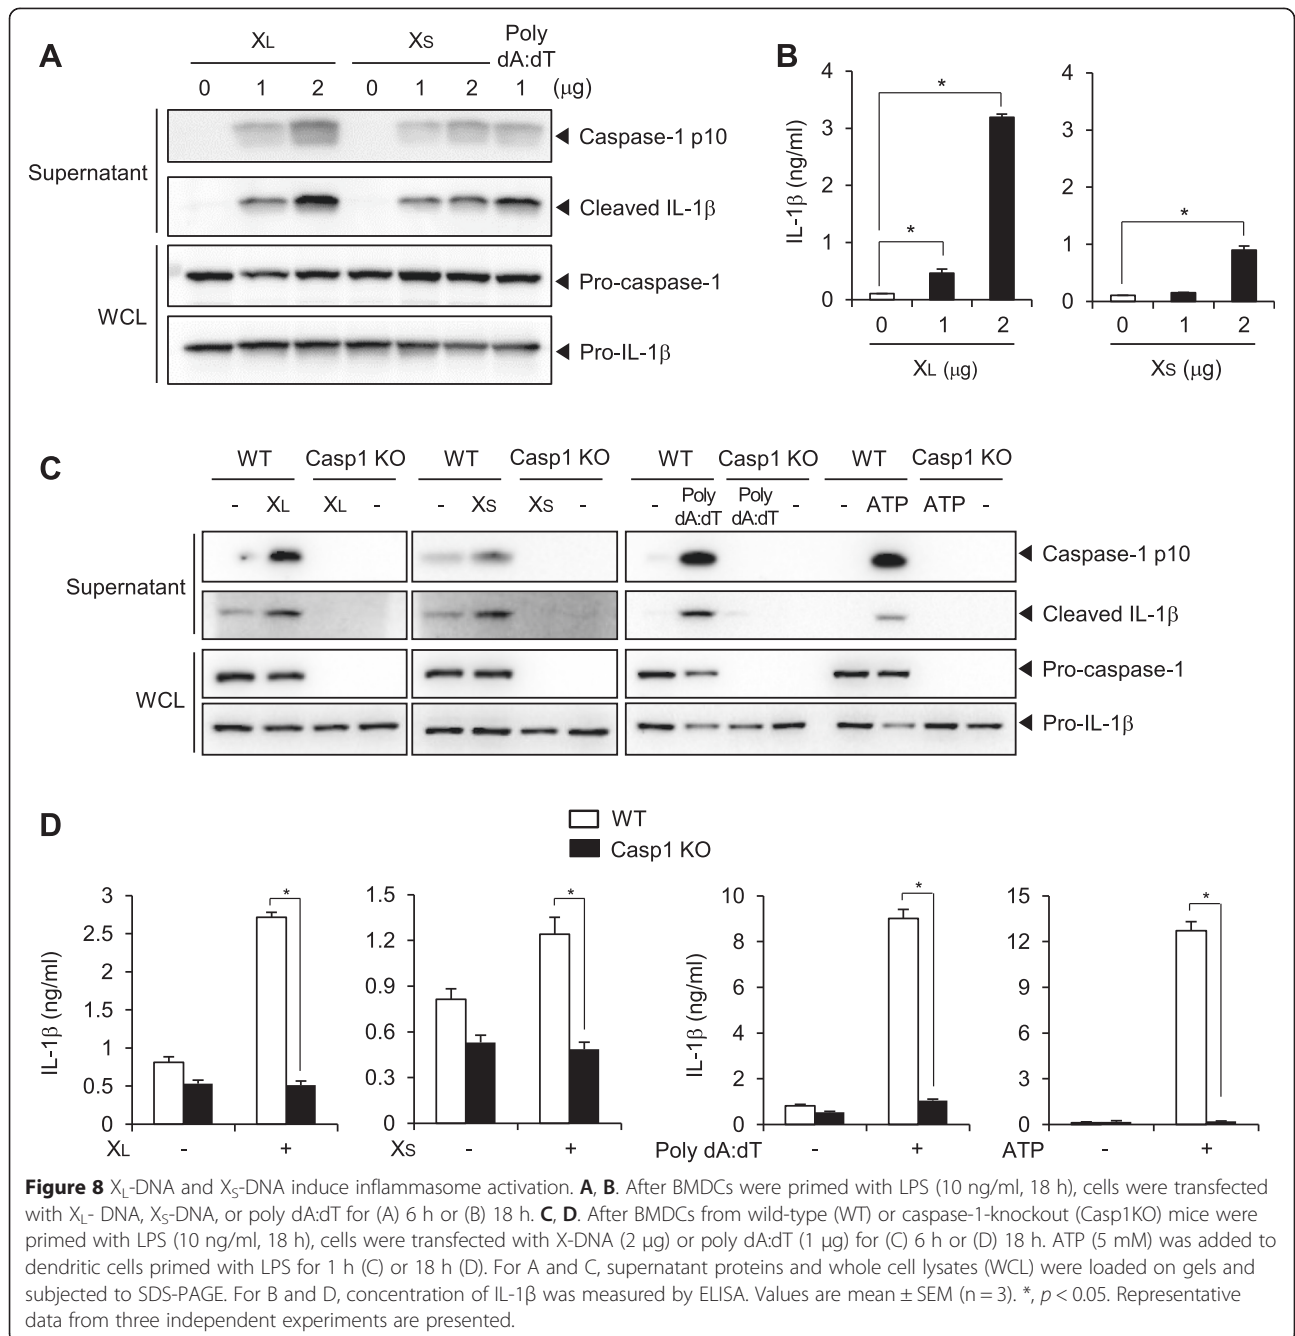 A
XL XS Poly dA:dT
0 1 2 0 1 2 1 (μg)
Supernatant
Caspase-1 p10
Cleaved IL-1β
WCL
Pro-caspase-1
Pro-IL-1β
B
IL-1β (ng/ml)
4
3
2
1
0
*
*
0 1 2
XL (μg)
4
3
2
1
0
*
0 1 2
XS (μg)
C
WT Casp1 KO WT Casp1 KO WT Casp1 KO WT Casp1 KO
- XL XL - - XS XS - - Poly dA:dT Poly dA:dT - - ATP ATP -
Supernatant
Caspase-1 p10
Cleaved IL-1β
WCL
Pro-caspase-1
Pro-IL-1β
D
WT
Casp1 KO
IL-1β (ng/ml)
3
2.5
2
1.5
1
0.5
0
*
XL - +
1.5
1.2
0.9
0.6
0.3
0
*
XS - +
IL-1β (ng/ml)
10
8
6
4
2
0
*
Poly dA:dT - +
15
12
9
6
3
0
*
ATP - +
Figure 8 XL-DNA and XS-DNA induce inflammasome activation. A, B. After BMDCs were primed with LPS (10 ng/ml, 18 h), cells were transfected
with XL- DNA, XS-DNA, or poly dA:dT for (A) 6 h or (B) 18 h. C, D. After BMDCs from wild-type (WT) or caspase-1-knockout (Casp1KO) mice were
primed with LPS (10 ng/ml, 18 h), cells were transfected with X-DNA (2 μg) or poly dA:dT (1 μg) for (C) 6 h or (D) 18 h. ATP (5 mM) was added to
dendritic cells primed with LPS for 1 h (C) or 18 h (D). For A and C, supernatant proteins and whole cell lysates (WCL) were loaded on gels and
subjected to SDS-PAGE. For B and D, concentration of IL-1β was measured by ELISA. Values are mean ± SEM (n = 3). *, p < 0.05. Representative
data from three independent experiments are presented.